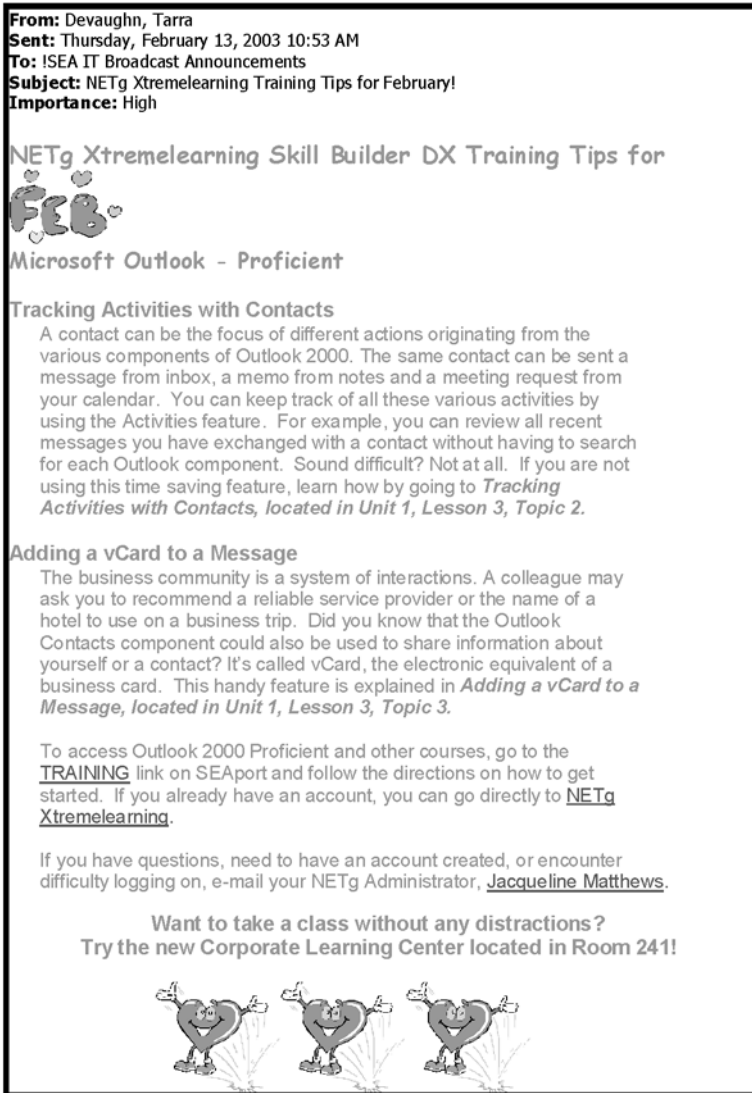 From: Devaughn, Tarra
Sent: Thursday, February 13, 2003 10:53 AM
To: !SEA IT Broadcast Announcements
Subject: NETg Xtremelearning Training Tips for February!
Importance: High
NETg Xtremelearning Skill Builder DX Training Tips for
FEB
Microsoft Outlook - Proficient
Tracking Activities with Contacts
A contact can be the focus of different actions originating from the
various components of Outlook 2000. The same contact can be sent a
message from inbox, a memo from notes and a meeting request from
your calendar. You can keep track of all these various activities by
using the Activities feature. For example, you can review all recent
messages you have exchanged with a contact without having to search
for each Outlook component. Sound difficult? Not at all. If you are not
using this time saving feature, learn how by going to Tracking
Activities with Contacts, located in Unit 1, Lesson 3, Topic 2.
Adding a vCard to a Message
The business community is a system of interactions. A colleague may
ask you to recommend a reliable service provider or the name of a
hotel to use on a business trip. Did you know that the Outlook
Contacts component could also be used to share information about
yourself or a contact? It's called vCard, the electronic equivalent of a
business card. This handy feature is explained in Adding a vCard to a
Message, located in Unit 1, Lesson 3, Topic 3.
To access Outlook 2000 Proficient and other courses, go to the
TRAINING link on SEAport and follow the directions on how to get
started. If you already have an account, you can go directly to NETg
Xtremelearning.
If you have questions, need to have an account created, or encounter
difficulty logging on, e-mail your NETg Administrator, Jacqueline Matthews.
Want to take a class without any distractions?
Try the new Corporate Learning Center located in Room 241!